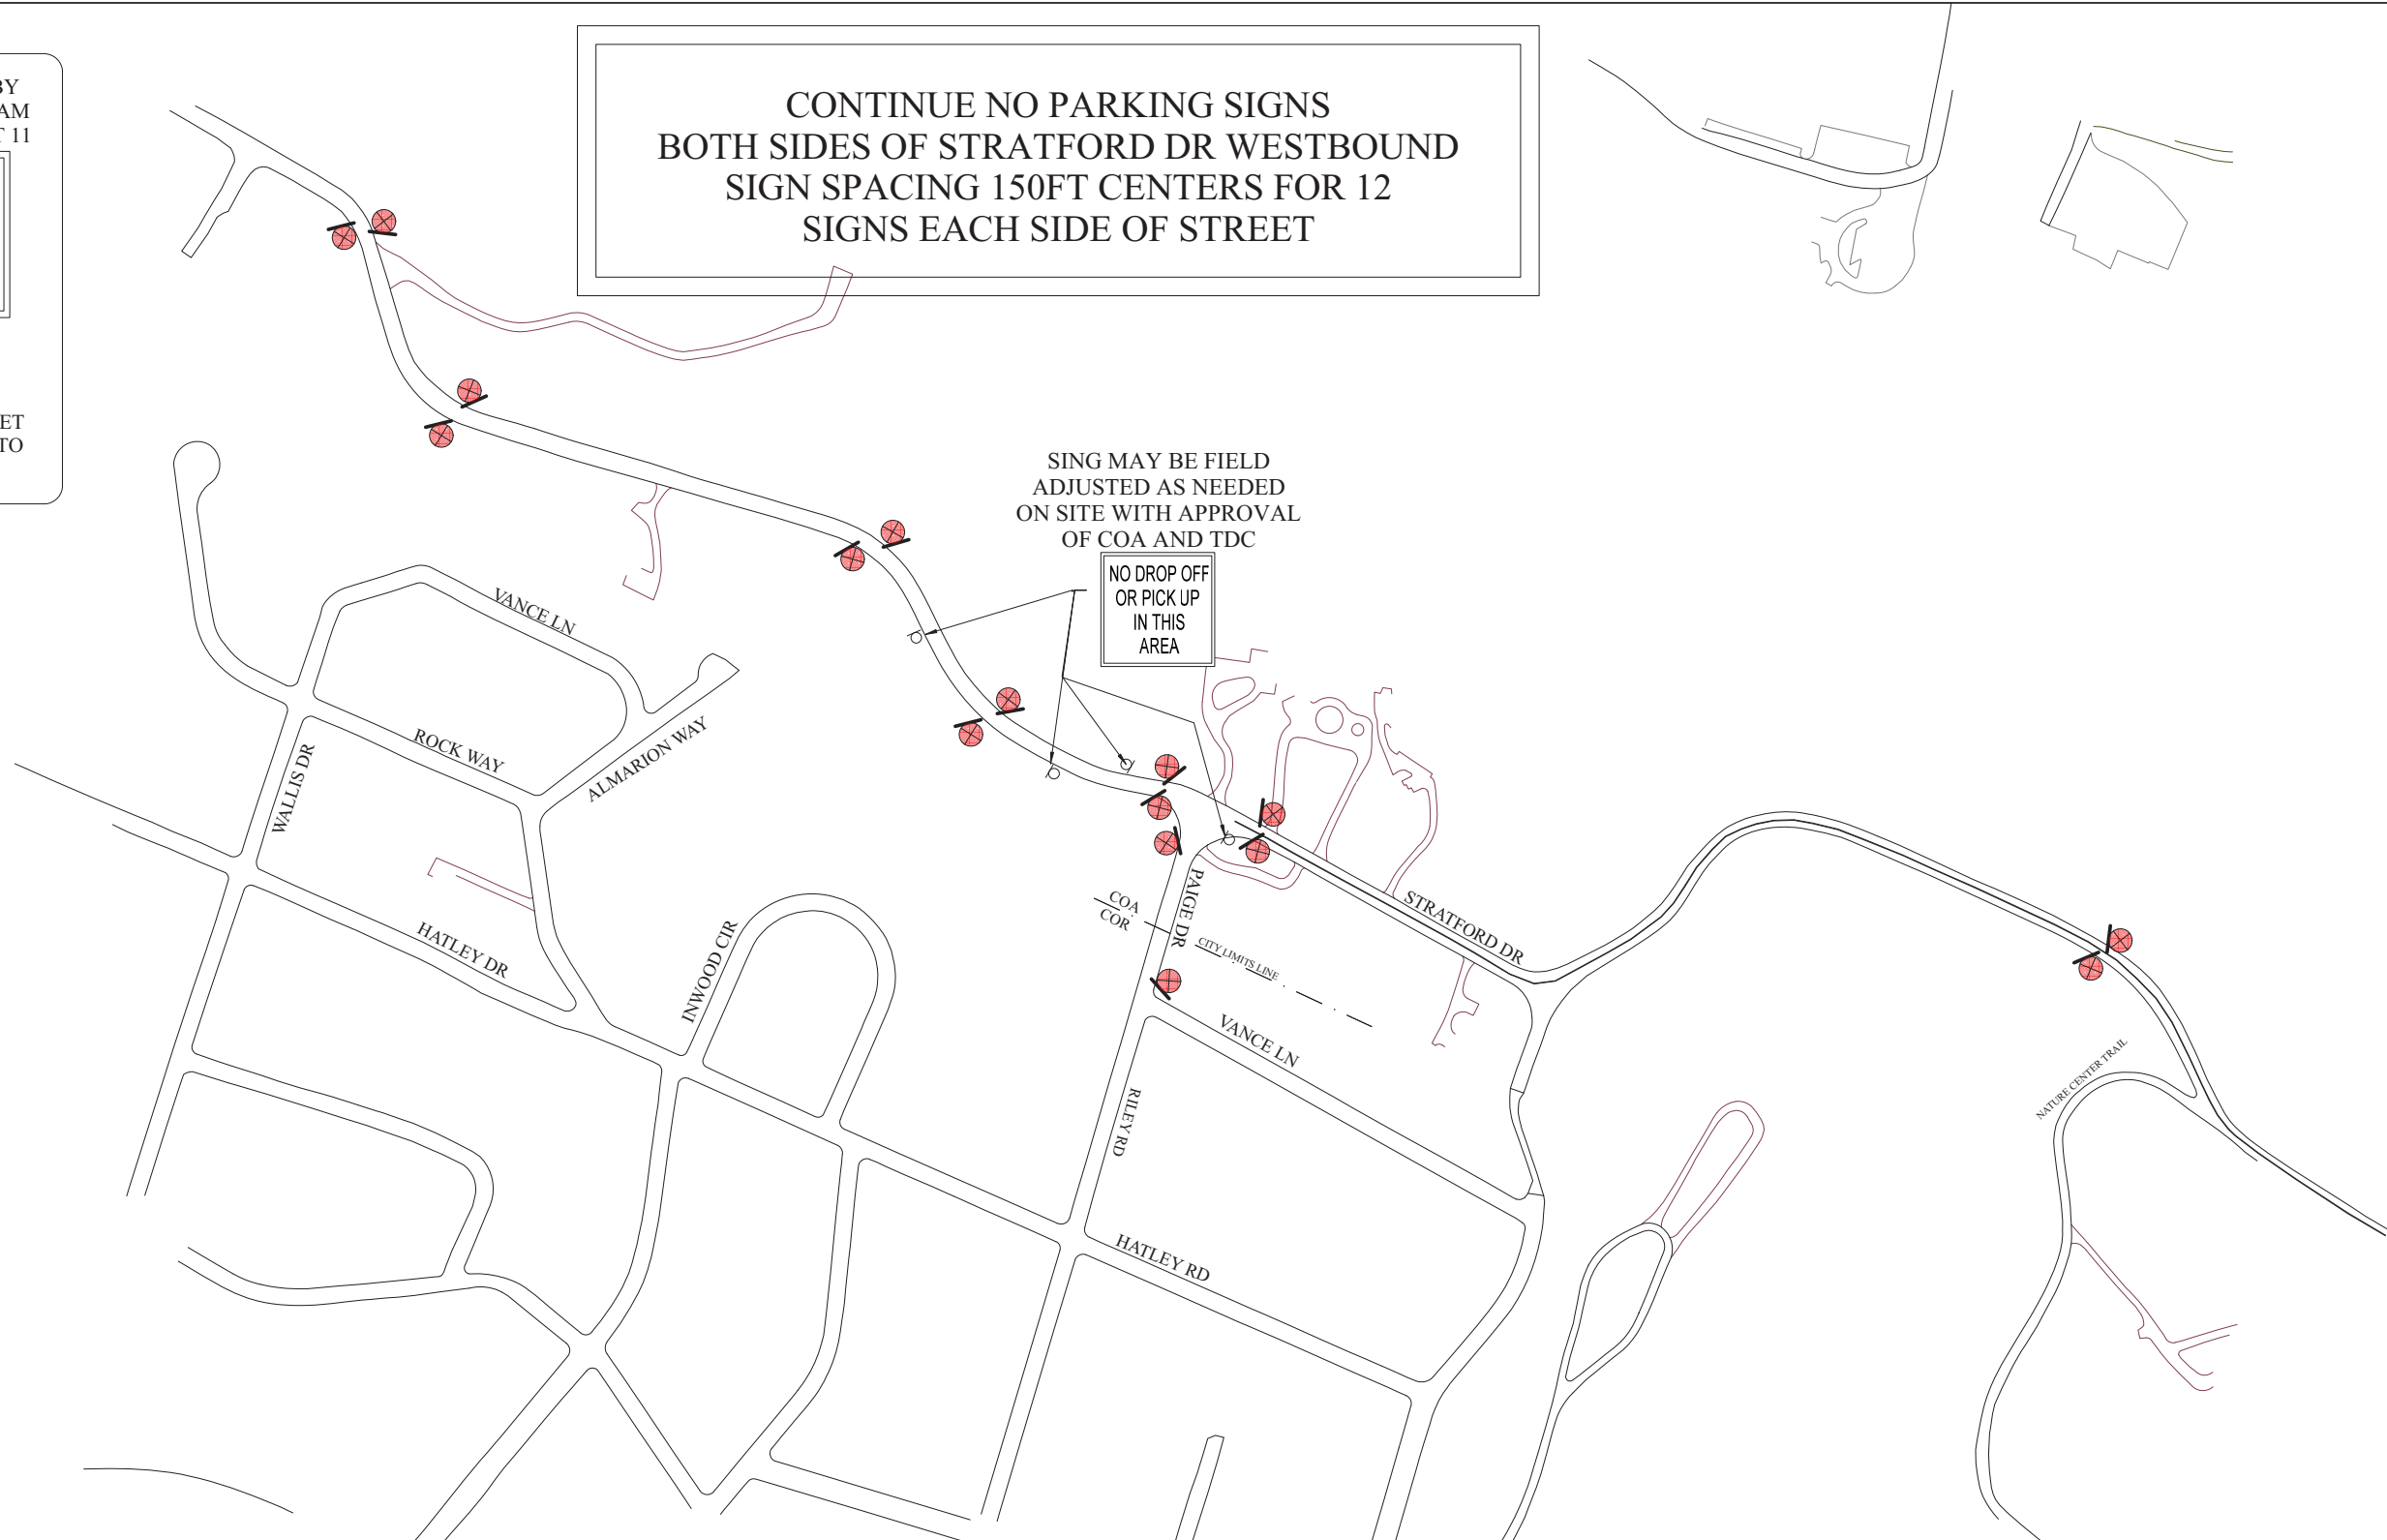 BY
AM
T 11
ET
TO
CONTINUE NO PARKING SIGNS
BOTH SIDES OF STRATFORD DR WESTBOUND
SIGN SPACING 150FT CENTERS FOR 12
SIGNS EACH SIDE OF STREET
SING MAY BE FIELD
ADJUSTED AS NEEDED
ON SITE WITH APPROVAL
OF COA AND TDC
NO DROP OFF
OR PICK UP
IN THIS
AREA
VANCE LN
ROCK WAY
ALMARION WAY
WALLIS DR
HATLEY DR
INWOOD CIR
COA
COR
PAIGE DR
CITY LIMITS LINE
STRATFORD DR
VANCE LN
RILEY RD
HATLEY RD
NATURE CENTER TRAIL